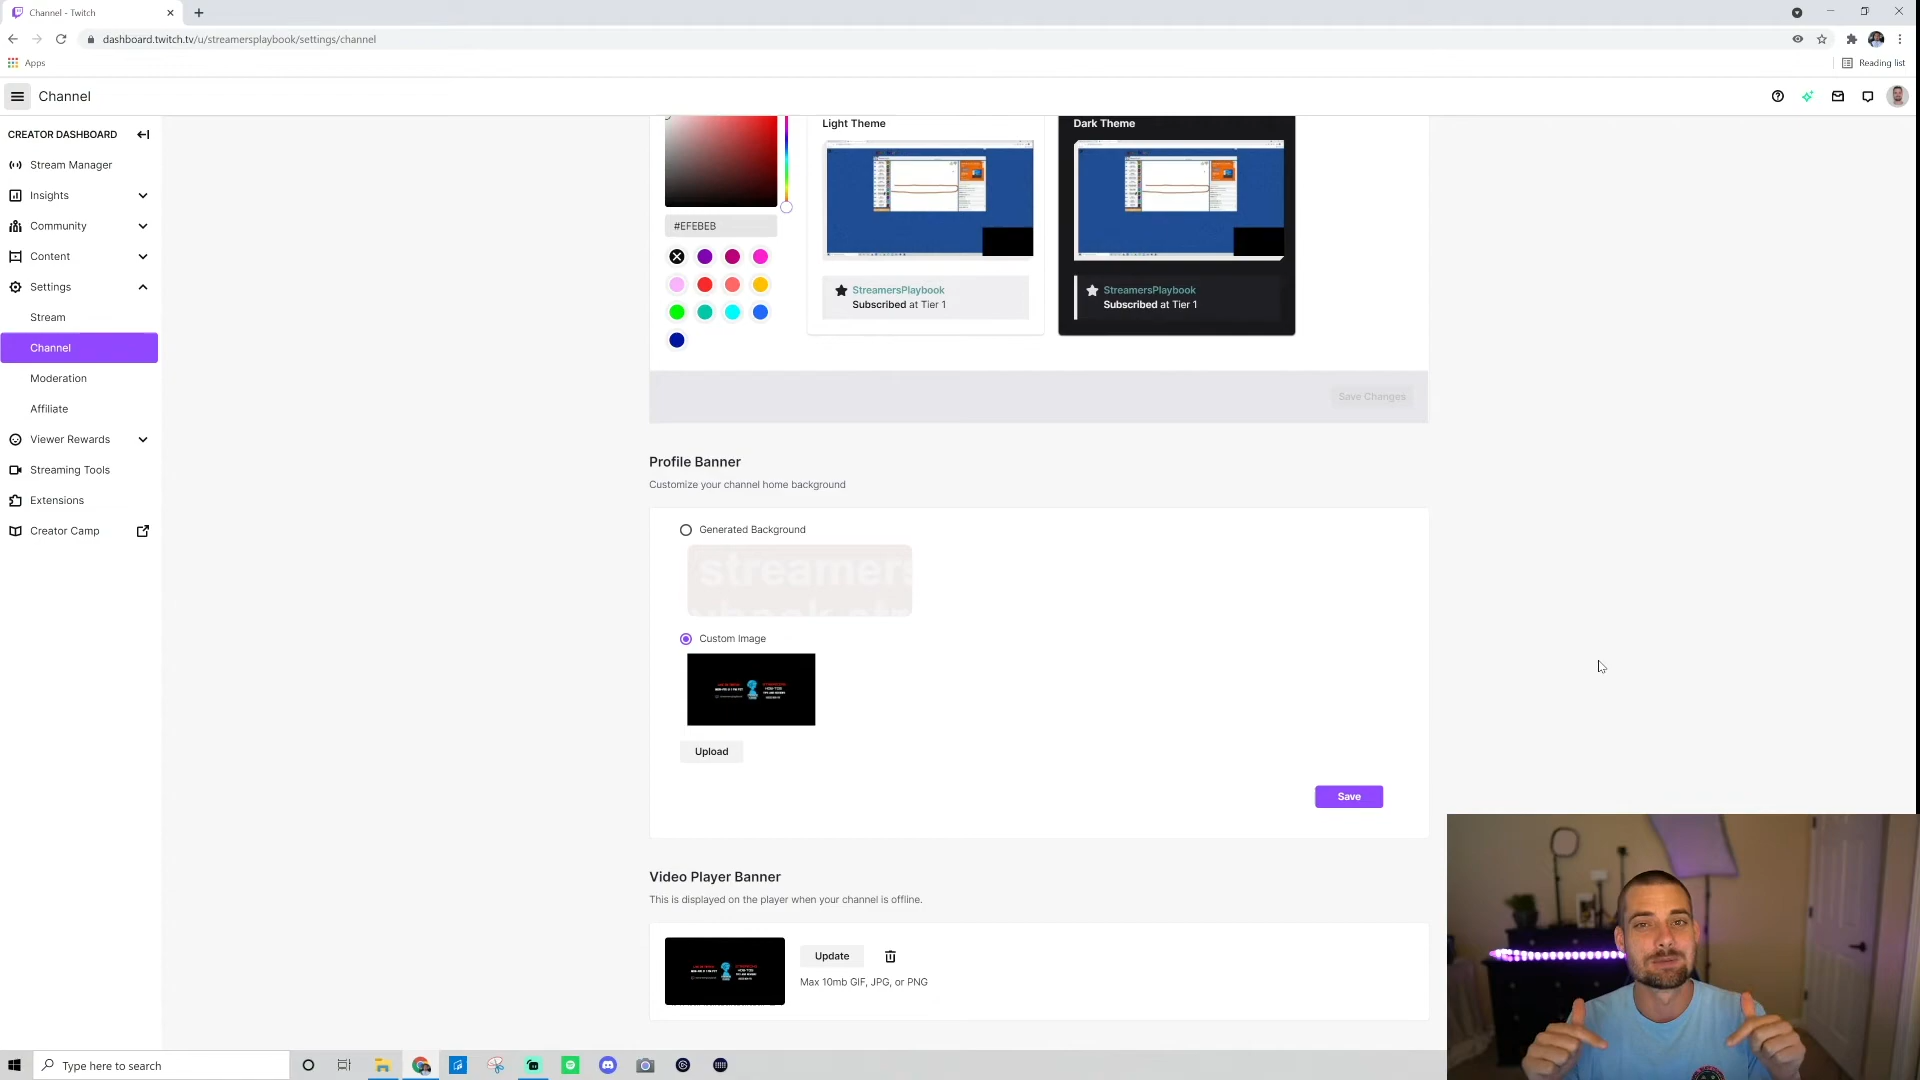 Channel - Twitch
dashboard.twitch.tv/u/streamersplaybook/settings/channel
Apps
Reading list
Channel
CREATOR DASHBOARD
Stream Manager
Insights
Community
Content
Settings
Stream
Channel
Moderation
Affiliate
Viewer Rewards
Streaming Tools
Extensions
Creator Camp
Light Theme
Dark Theme
#EFEBEB
StreamersPlaybook
Subscribed at Tier 1
StreamersPlaybook
Subscribed at Tier 1
Save Changes
Profile Banner
Customize your channel home background
Generated Background
streamers
Custom Image
Upload
Save
Video Player Banner
This is displayed on the player when your channel is offline.
Update
Max 10mb GIF, JPG, or PNG
Type here to search